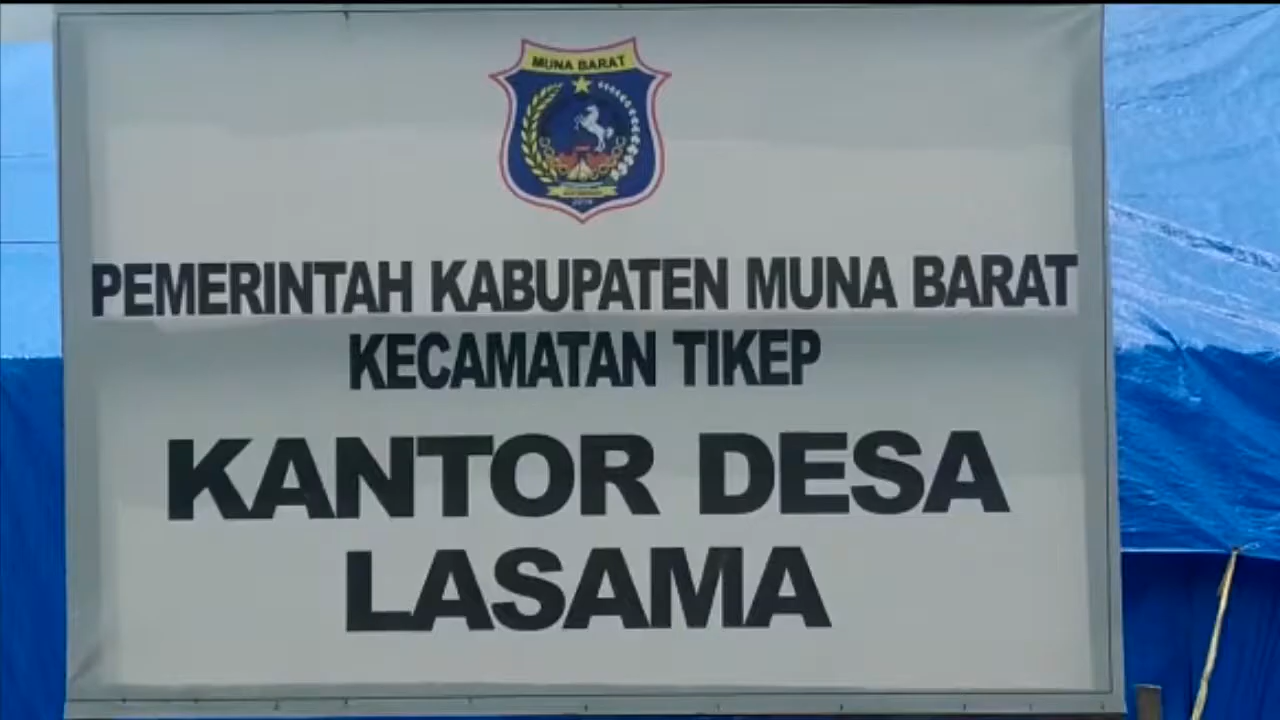 MUNA BARAT
PEMERINTAH KABUPATEN MUNA BARAT
KECAMATAN TIKEP
KANTOR DESA
LASAMA